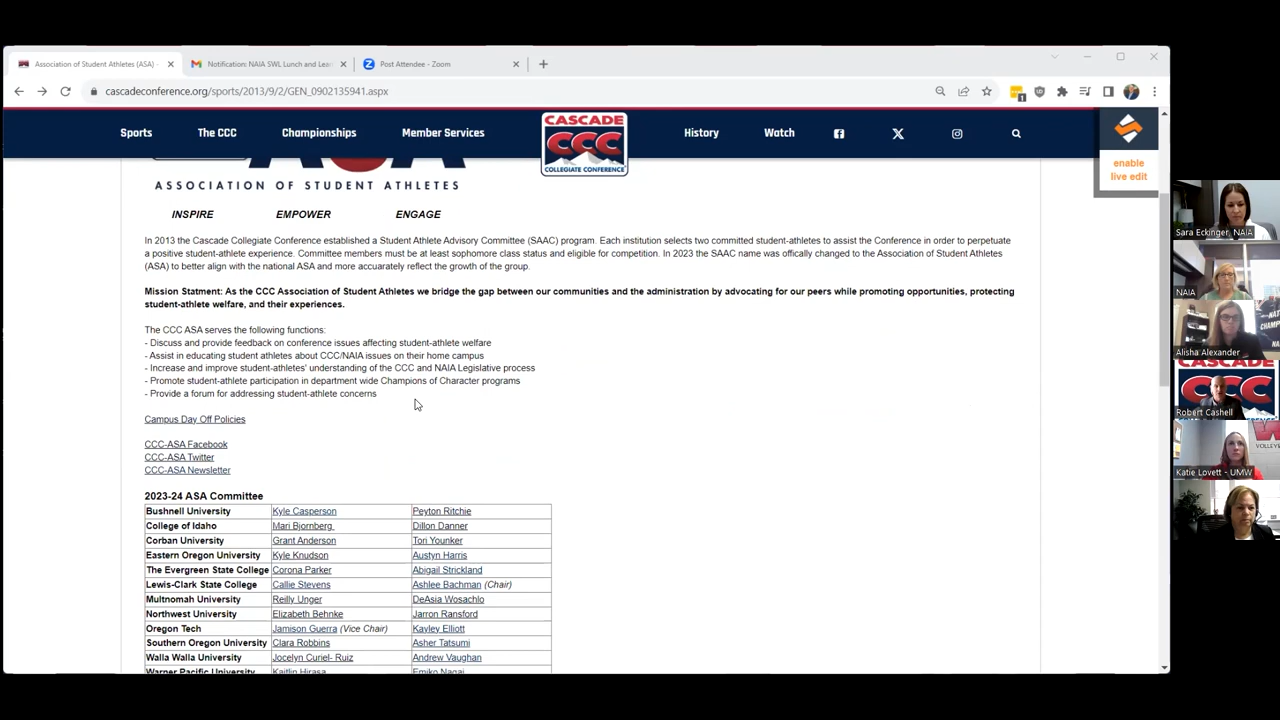 Association of Student Athletes (ASA) -
Notification: NAIA SWL Lunch and Lear
Post Attendee - Zoom
cascadeconference.org/sports/2013/9/2/GEN_0902135941.aspx
Sports
The CCC
Championships
Member Services
CASCADE
CCC
COLLEGIATE CONFERENCE
History
Watch
enable
live edit
ASA
ASSOCIATION OF STUDENT ATHLETES
INSPIRE EMPOWER ENGAGE
In 2013 the Cascade Collegiate Conference established a Student Athlete Advisory Committee (SAAC) program. Each institution selects two committed student-athletes to assist the Conference in order to perpetuate
a positive student-athlete experience. Committee members must be at least sophomore class status and eligible for competition. In 2023 the SAAC name was offically changed to the Association of Student Athletes
(ASA) to better align with the national ASA and more accuarately reflect the growth of the group.
Mission Statment: As the CCC Association of Student Athletes we bridge the gap between our communities and the administration by advocating for our peers while promoting opportunities, protecting
student-athlete welfare, and their experiences.
The CCC ASA serves the following functions:
- Discuss and provide feedback on conference issues affecting student-athlete welfare
- Assist in educating student athletes about CCC/NAIA issues on their home campus
- Increase and improve student-athletes' understanding of the CCC and NAIA Legislative process
- Promote student-athlete participation in department wide Champions of Character programs
- Provide a forum for addressing student-athlete concerns
Campus Day Off Policies
CCC-ASA Facebook
CCC-ASA Twitter
CCC-ASA Newsletter
2023-24 ASA Committee
Bushnell University Kyle Casperson Peyton Ritchie
College of Idaho Mari Bjornberg Dillon Danner
Corban University Grant Anderson Tori Younker
Eastern Oregon University Kyle Knudson Austyn Harris
The Evergreen State College Corona Parker Abigail Strickland
Lewis-Clark State College Callie Stevens Ashlee Bachman (Chair)
Multnomah University Reilly Unger DeAsia Wosachlo
Northwest University Elizabeth Behnke Jarron Ransford
Oregon Tech Jamison Guerra (Vice Chair) Kayley Elliott
Southern Oregon University Clara Robbins Asher Tatsumi
Walla Walla University Jocelyn Curiel- Ruiz Andrew Vaughan
Warner Pacific University Kaitlin Hirasa Emiko Nagai
Sara Eckinger, NAIA
NAIA
Alisha Alexander
CASCADE
Robert Cashell
Katie Lovett - UMW